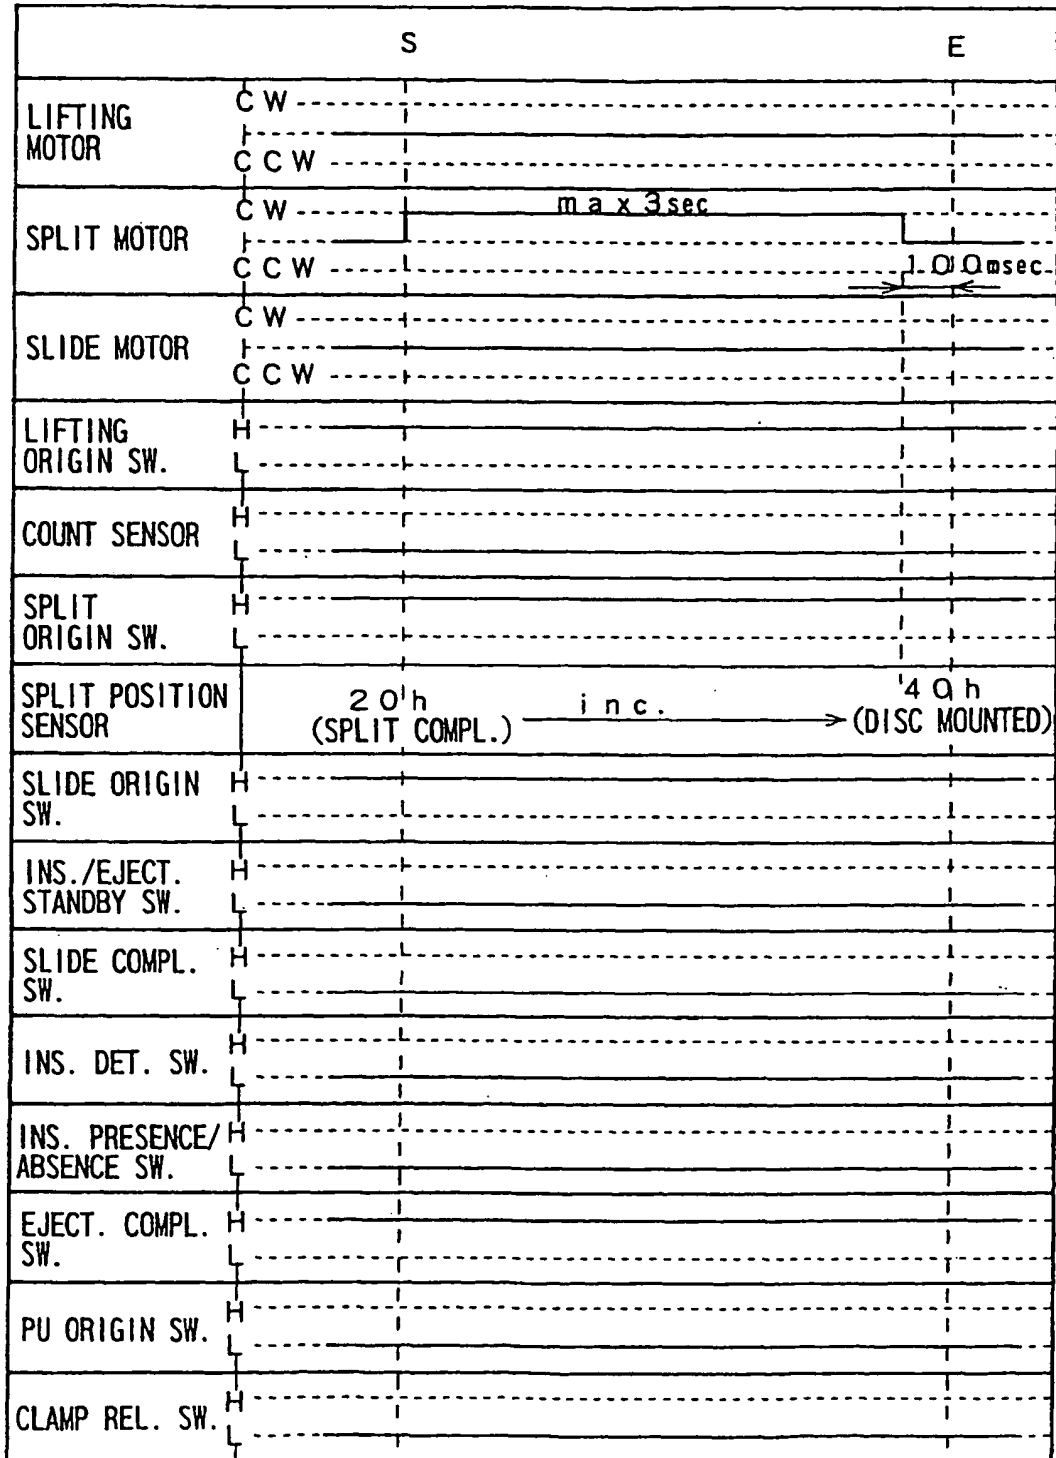 S E
LIFTING MOTOR
CW
CCW
SPLIT MOTOR
CW
max 3sec
CCW
100msec
SLIDE MOTOR
CW
CCW
LIFTING ORIGIN SW.
H
L
COUNT SENSOR
H
L
SPLIT ORIGIN SW.
H
L
SPLIT POSITION SENSOR
20h
(SPLIT COMPL.)
inc.
40h
(DISC MOUNTED)
SLIDE ORIGIN SW.
H
L
INS./EJECT. STANDBY SW.
H
L
SLIDE COMPL. SW.
H
L
INS. DET. SW.
H
L
INS. PRESENCE/ ABSENCE SW.
H
L
EJECT. COMPL. SW.
H
L
PU ORIGIN SW.
H
L
CLAMP REL. SW.
H
L